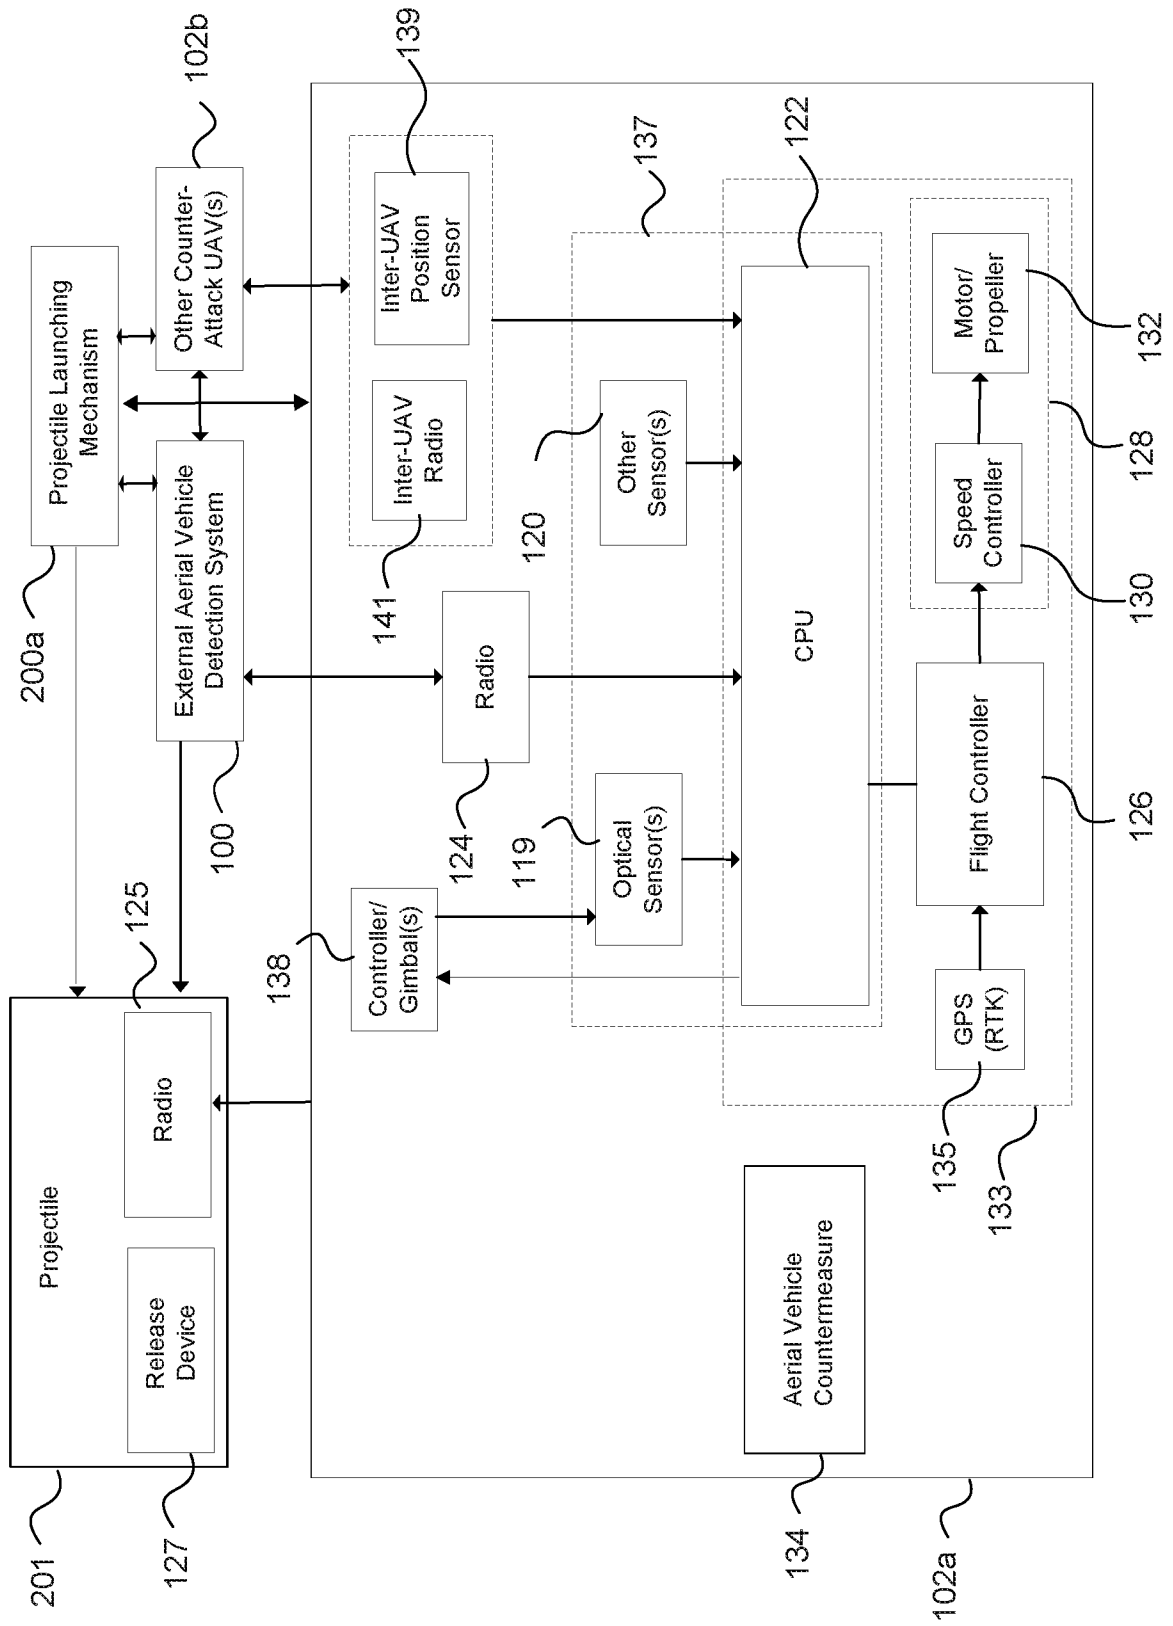 201
Projectile
127
Release
Device
Radio
125
200a
Projectile Launching
Mechanism
100
External Aerial Vehicle
Detection System
Other Counter-
Attack UAV(s)
102b
138
Controller/
Gimbal(s)
141
Inter-UAV
Radio
Inter-UAV
Position
Sensor
139
124
Radio
119
Optical
Sensor(s)
120
Other
Sensor(s)
137
134
Aerial Vehicle
Countermeasure
CPU
122
135
GPS
(RTK)
133
Flight Controller
126
Speed
Controller
130
Motor/
Propeller
132
128
102a